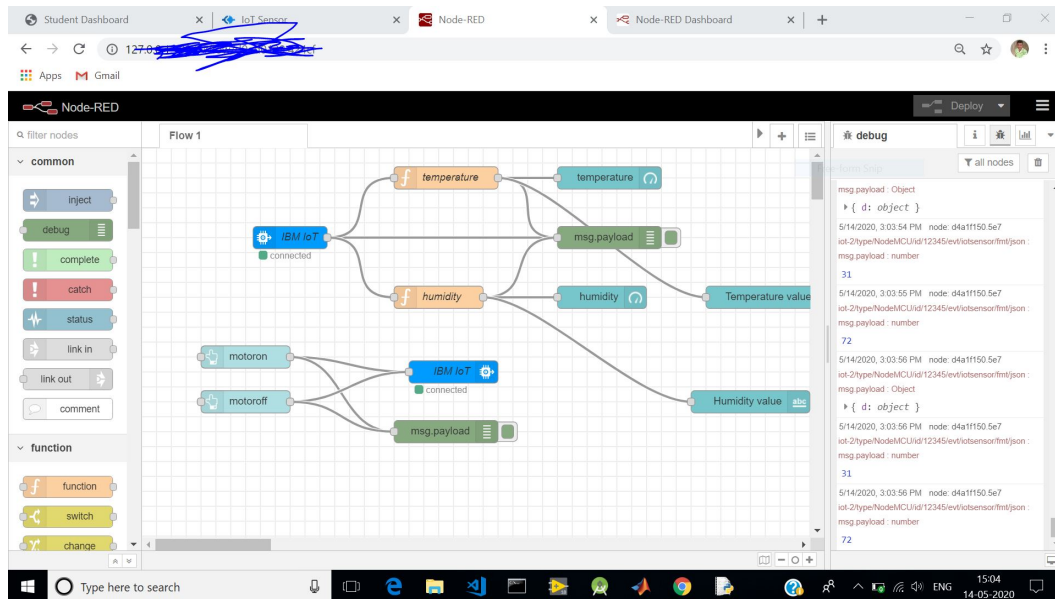 Student Dashboard
IoT Sensor
Node-RED
Node-RED Dashboard
127.0
Apps
Gmail
Node-RED
Deploy
filter nodes
common
inject
debug
complete
catch
status
link in
link out
comment
function
function
switch
change
Flow 1
temperature
temperature
IBM IoT
connected
msg.payload
humidity
humidity
Temperature value
motoron
IBM IoT
connected
motoroff
msg.payload
Humidity value
abc
debug
i
all nodes
msg.payload : Object
{ d: object }
5/14/2020, 3:03:54 PM node: d4a1f150.5e7
iot-2/type/NodeMCU/id/12345/evt/iotsensor/fmt/json :
msg.payload : number
31
5/14/2020, 3:03:55 PM node: d4a1f150.5e7
iot-2/type/NodeMCU/id/12345/evt/iotsensor/fmt/json :
msg.payload : number
72
5/14/2020, 3:03:56 PM node: d4a1f150.5e7
iot-2/type/NodeMCU/id/12345/evt/iotsensor/fmt/json :
msg.payload : Object
{ d: object }
5/14/2020, 3:03:56 PM node: d4a1f150.5e7
iot-2/type/NodeMCU/id/12345/evt/iotsensor/fmt/json :
msg.payload : number
31
5/14/2020, 3:03:56 PM node: d4a1f150.5e7
iot-2/type/NodeMCU/id/12345/evt/iotsensor/fmt/json :
msg.payload : number
72
Type here to search
ENG
15:04
14-05-2020